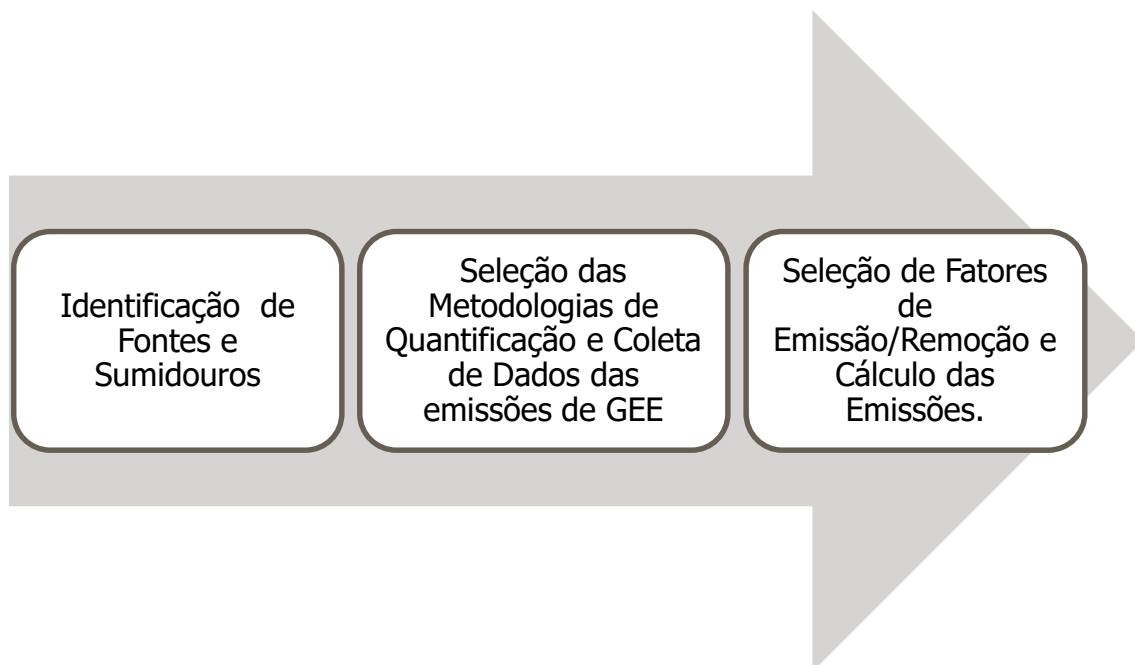 Identificação de
Fontes e
Sumidouros
Seleção das
Metodologias de
Quantificação e Coleta
de Dados das
emissões de GEE
Seleção de Fatores
de
Emissão/Remoção e
Cálculo das
Emissões.